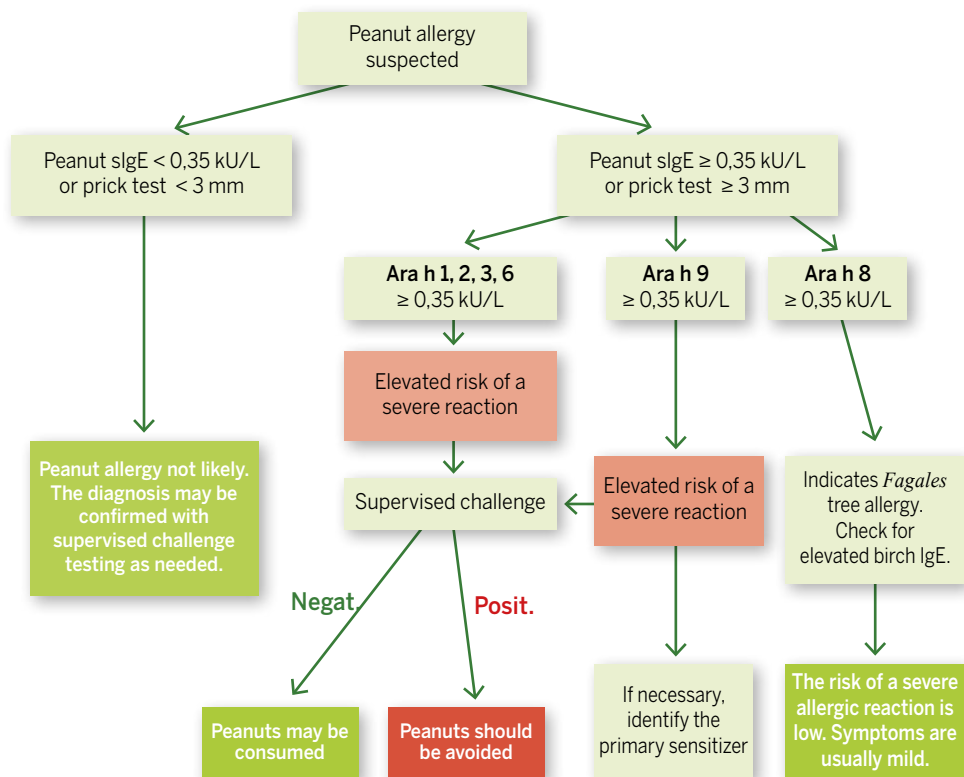 Peanut allergy
suspected
Peanut sIgE < 0,35 kU/L
or prick test < 3 mm
Peanut sIgE ≥ 0,35 kU/L
or prick test ≥ 3 mm
Ara h 1, 2, 3, 6
≥ 0,35 kU/L
Ara h 9
≥ 0,35 kU/L
Ara h 8
≥ 0,35 kU/L
Elevated risk of a
severe reaction
Peanut allergy not likely.
The diagnosis may be
confirmed with
supervised challenge
testing as needed.
Supervised challenge
Elevated risk of a
severe reaction
Indicates Fagales
tree allergy.
Check for
elevated birch IgE.
Negat.
Posit.
Peanuts may be
consumed
Peanuts should
be avoided
If necessary,
identify the
primary sensitizer
The risk of a severe
allergic reaction is
low. Symptoms are
usually mild.